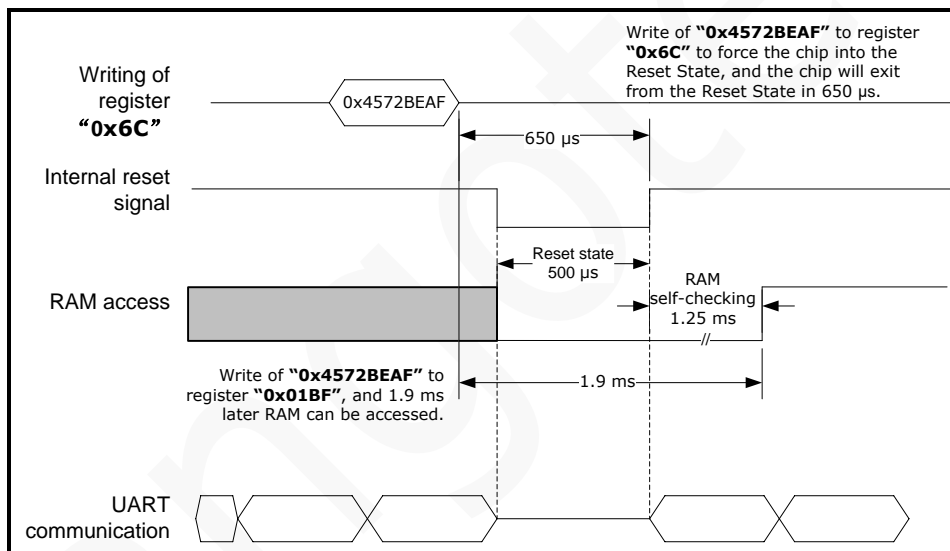 Write of "0x4572BEAF" to register
"0x6C" to force the chip into the
Reset State, and the chip will exit
from the Reset State in 650 µs.
Writing of
register
"0x6C"
0x4572BEAF
650 µs
Internal reset
signal
Reset state
500 µs
RAM access
RAM
self-checking
1.25 ms
//
Write of "0x4572BEAF" to
register "0x01BF", and 1.9 ms
later RAM can be accessed.
1.9 ms
UART
communication